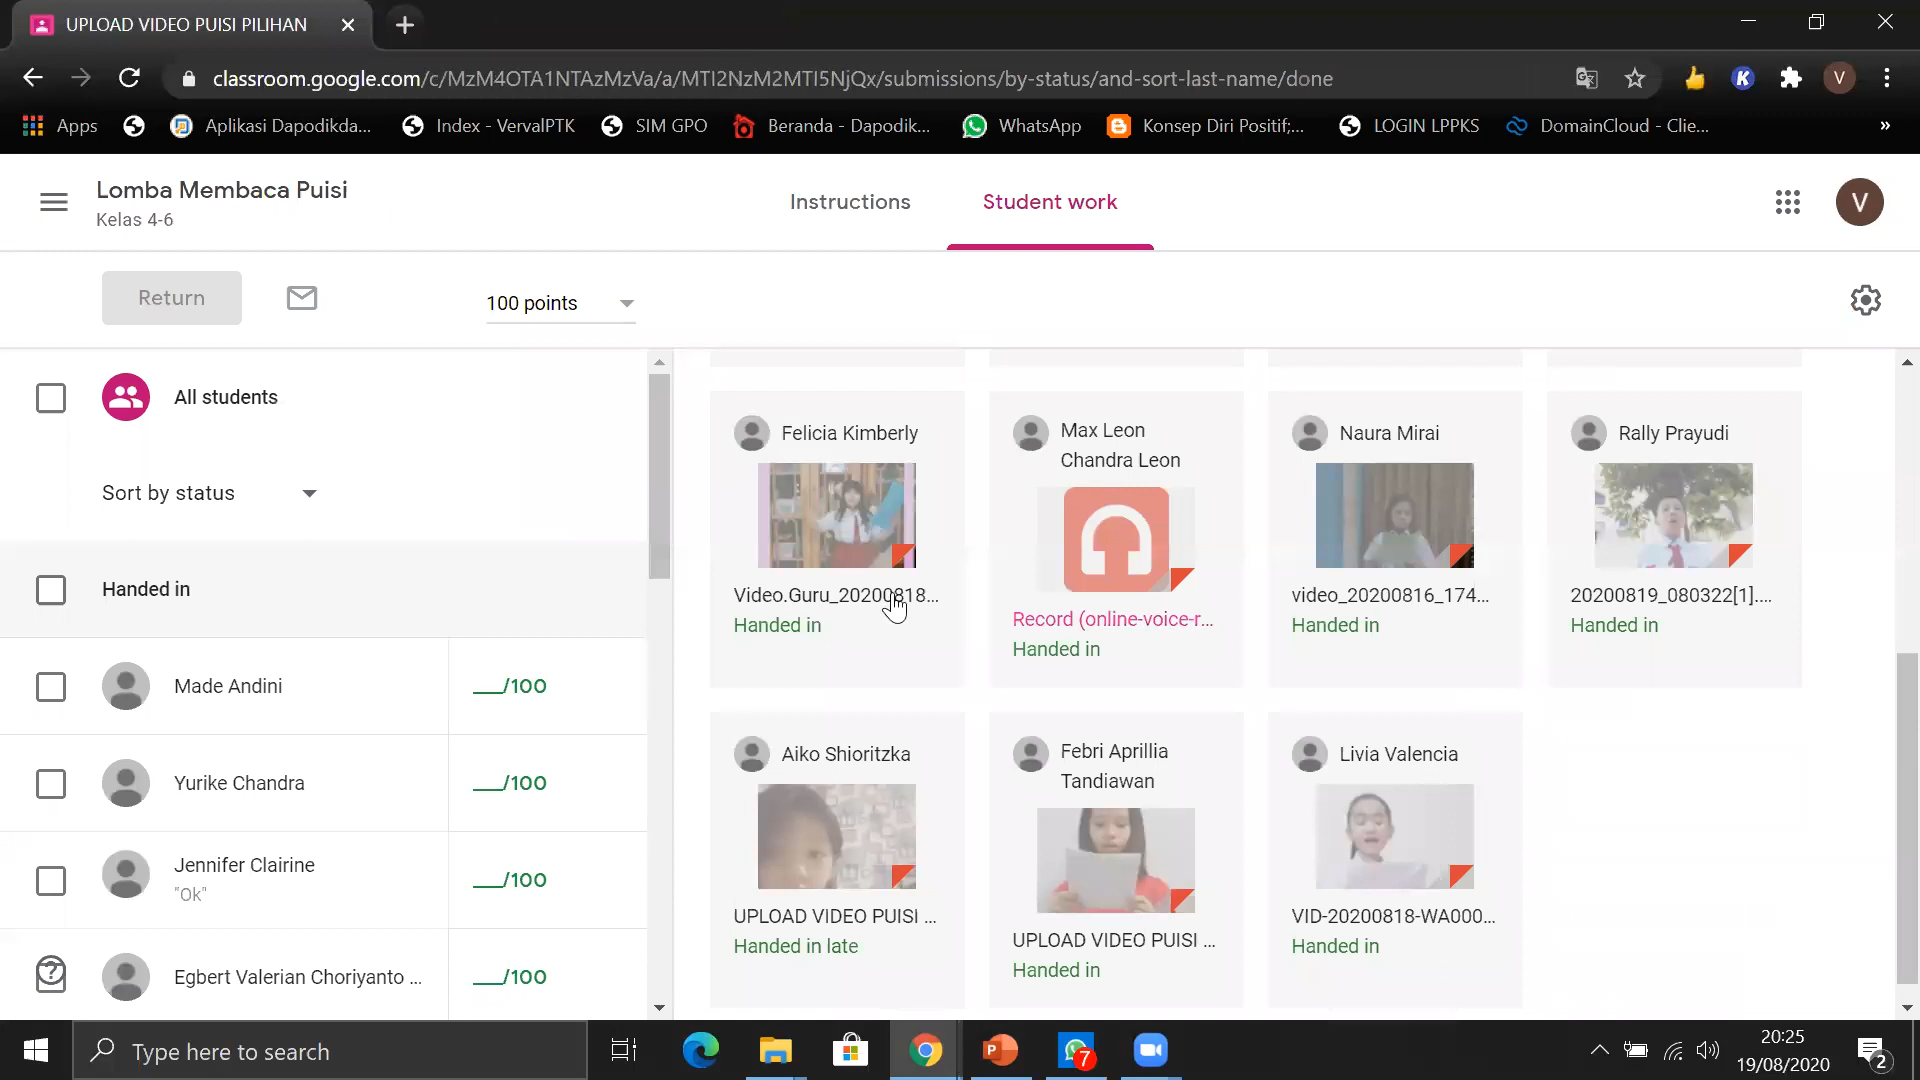 UPLOAD VIDEO PUISI PILIHAN
classroom.google.com/c/MzM4OTA1NTAzMzVa/a/MTI2NzM2MTI5NjQx/submissions/by-status/and-sort-last-name/done
V
Apps
Aplikasi Dapodikda...
Index - VervalPTK
SIM GPO
Beranda - Dapodik...
WhatsApp
Konsep Diri Positif;...
LOGIN LPPKS
DomainCloud - Clie...
»
Lomba Membaca Puisi
Kelas 4-6
Instructions
Student work
V
Return
100 points
All students
Sort by status
Handed in
Made Andini
___/100
Yurike Chandra
___/100
Jennifer Clairine
"Ok"
___/100
Egbert Valerian Choriyanto ...
___/100
Felicia Kimberly
Video.Guru_20200818...
Handed in
Max Leon
Chandra Leon
Record (online-voice-r...
Handed in
Naura Mirai
video_20200816_174...
Handed in
Rally Prayudi
20200819_080322[1]....
Handed in
Aiko Shioritzka
UPLOAD VIDEO PUISI ...
Handed in late
Febri Aprillia
Tandiawan
UPLOAD VIDEO PUISI ...
Handed in
Livia Valencia
VID-20200818-WA000...
Handed in
Type here to search
7
20:25
19/08/2020
2